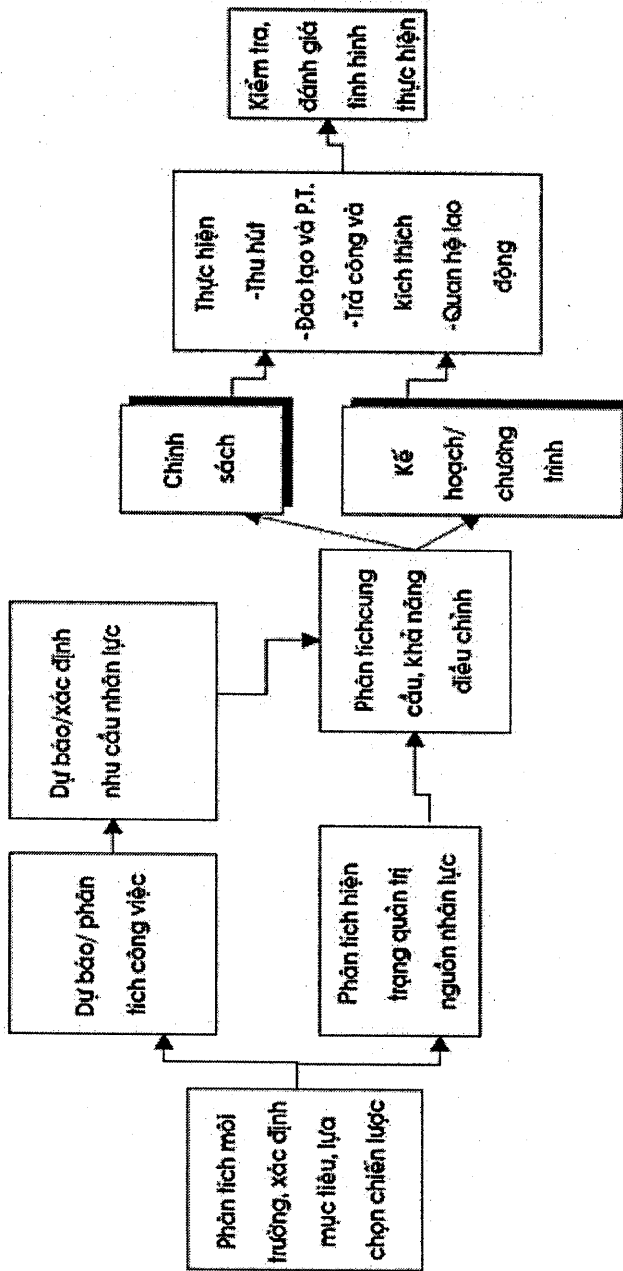 Phân tích môi
trường, xác định
mục tiêu, lựa
chọn chiến lược
Dự báo/ phân
tích công việc
Dự báo/xác định
nhu cầu nhân lực
Phân tích hiện
trạng quản trị
nguồn nhân lực
Phân tíchcung
cầu, khả năng
điều chỉnh
Chính
sách
Kế
hoạch/
chương
trình
Thực hiện
-Thu hút
-Đào tạo và P.T.
-Trả công và
kích thích
-Quan hệ lao
động
Kiểm tra,
đánh giá
tình hình
thực hiện